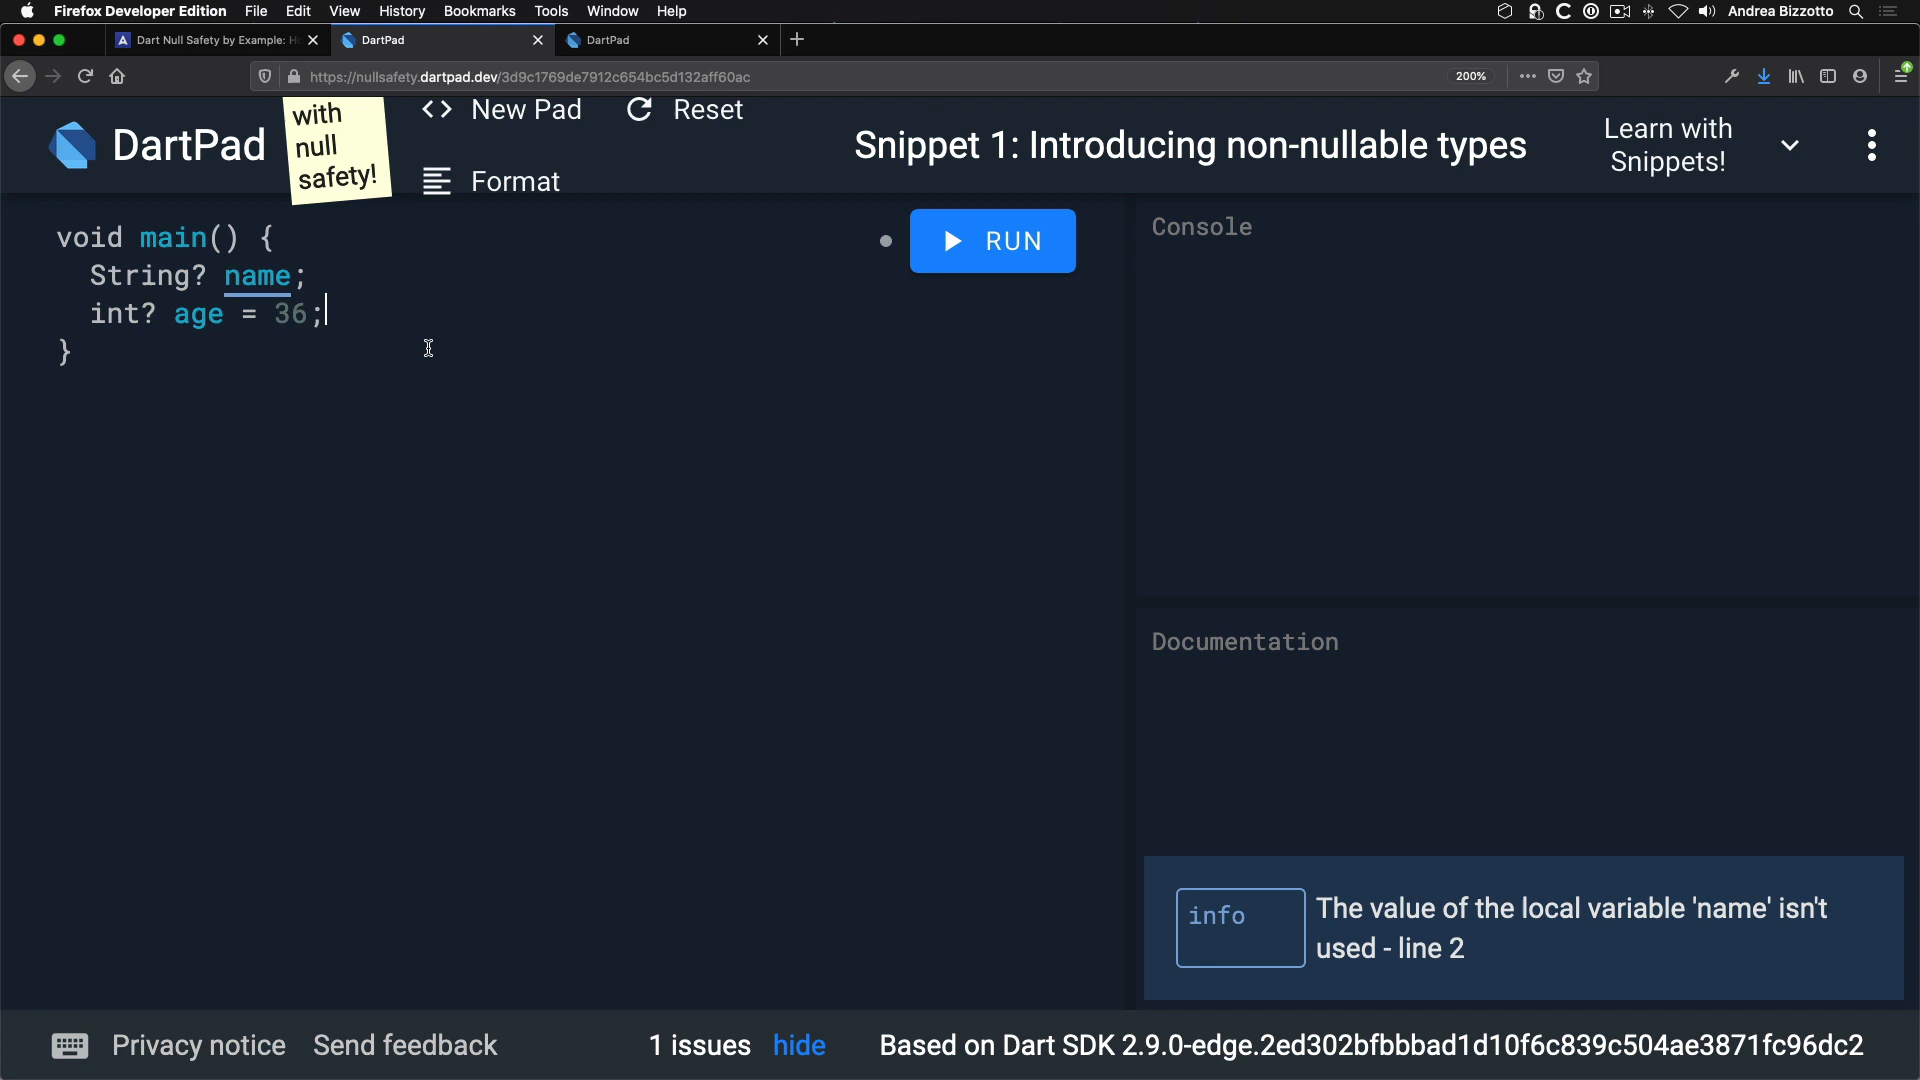 Firefox Developer Edition File Edit View History Bookmarks Tools Window Help
Andrea Bizzotto
Dart Null Safety by Example: H
DartPad
DartPad
https://nullsafety.dartpad.dev/3d9c1769de7912c654bc5d132aff60ac
200%
DartPad
with
null
safety!
<> New Pad
Reset
Format
Snippet 1: Introducing non-nullable types
Learn with
Snippets!
void main() {
String? name;
int? age = 36;
}
RUN
Console
Documentation
info
The value of the local variable 'name' isn't
used - line 2
Privacy notice
Send feedback
1 issues
hide
Based on Dart SDK 2.9.0-edge.2ed302bfbbbad1d10f6c839c504ae3871fc96dc2